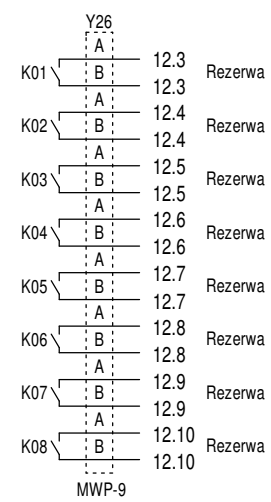 Y26
A
12.3
K01 B Rezerwa
12.3
A
12.4
K02 B Rezerwa
12.4
A
12.5
K03 B Rezerwa
12.5
A
12.6
K04 B Rezerwa
12.6
A
12.7
K05 B Rezerwa
12.7
A
12.8
K06 B Rezerwa
12.8
A
12.9
K07 B Rezerwa
12.9
A
12.10
K08 B Rezerwa
12.10
MWP-9